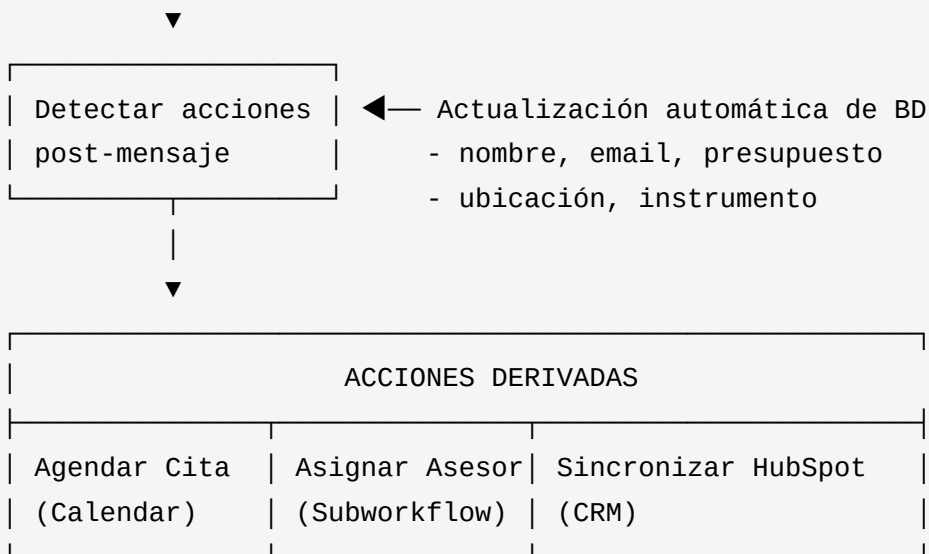 Detectar acciones ◀── Actualización automática de BD
post-mensaje - nombre, email, presupuesto
- ubicación, instrumento
ACCIONES DERIVADAS
Agendar Cita Asignar Asesor Sincronizar HubSpot
(Calendar) (Subworkflow) (CRM)